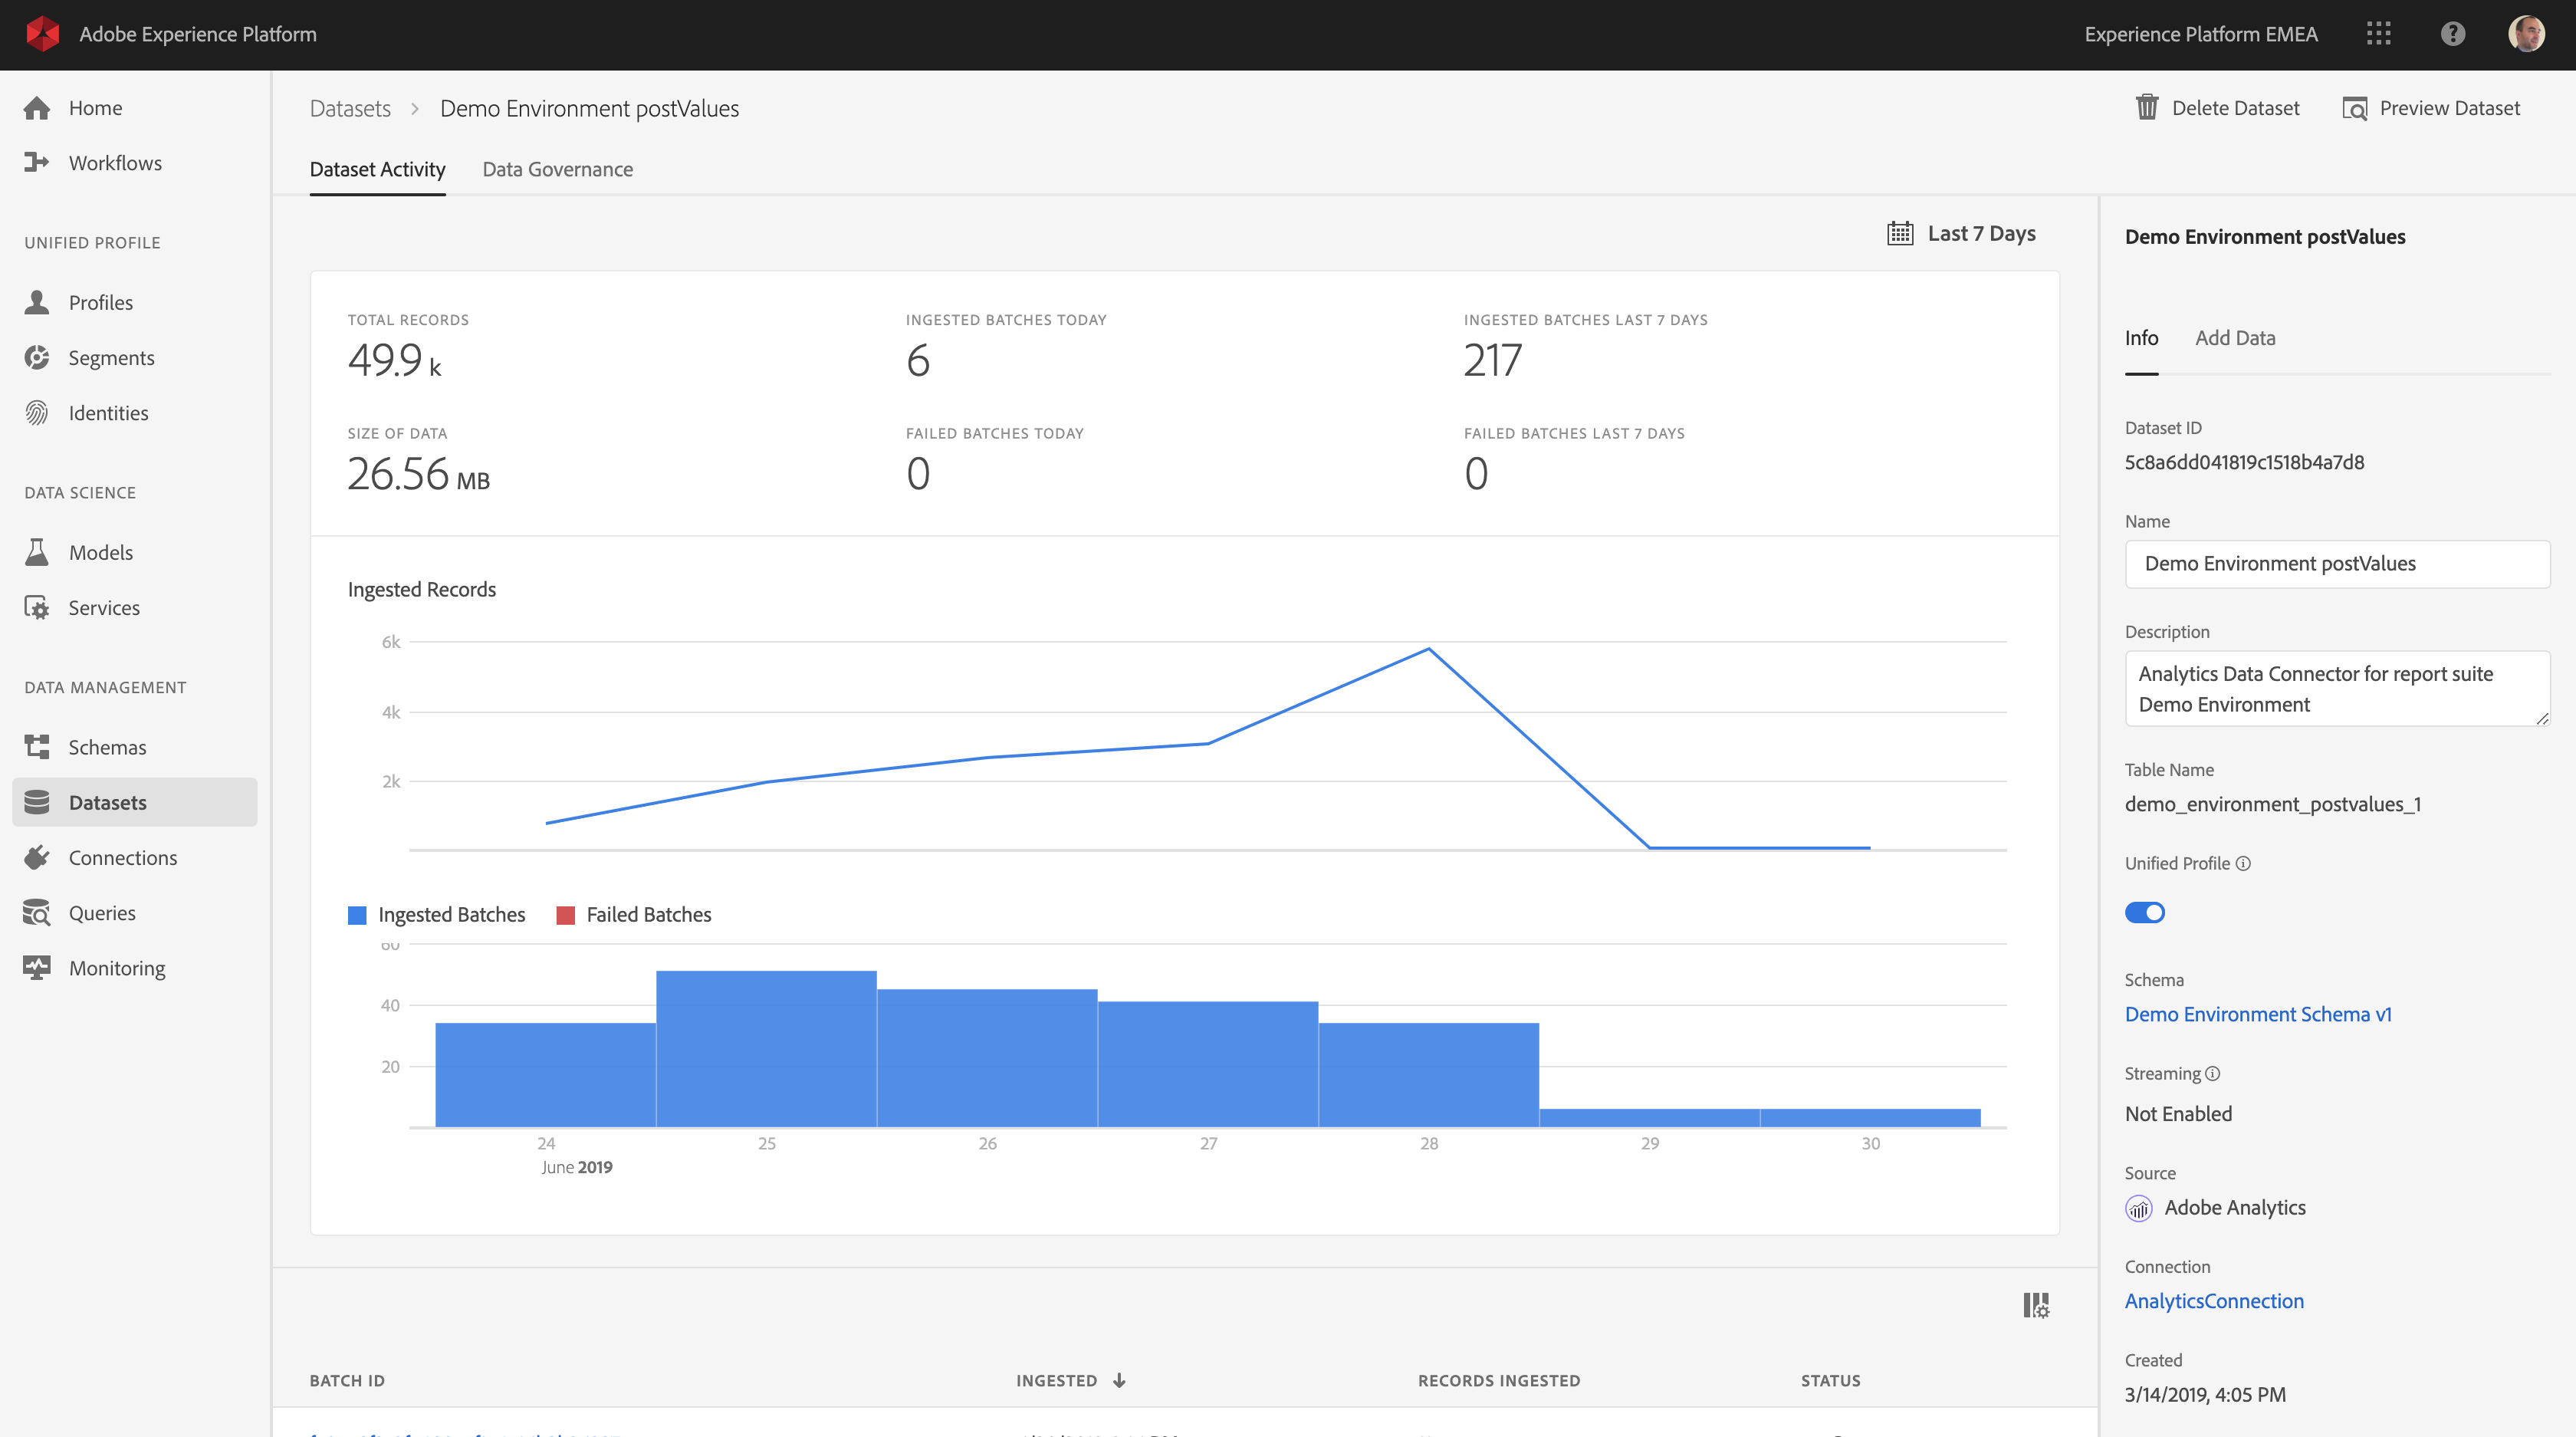 Adobe Experience Platform
Experience Platform EMEA
Home
Workflows
UNIFIED PROFILE
Profiles
Segments
Identities
DATA SCIENCE
Models
Services
DATA MANAGEMENT
Schemas
Datasets
Connections
Queries
Monitoring
Datasets > Demo Environment postValues
Delete Dataset
Preview Dataset
Dataset Activity
Data Governance
Last 7 Days
TOTAL RECORDS
49.9 k
INGESTED BATCHES TODAY
6
INGESTED BATCHES LAST 7 DAYS
217
SIZE OF DATA
26.56 MB
FAILED BATCHES TODAY
0
FAILED BATCHES LAST 7 DAYS
0
Ingested Records
6k
4k
2k
Ingested Batches
Failed Batches
60
40
20
24 25 26 27 28 29 30
June 2019
BATCH ID INGESTED RECORDS INGESTED STATUS
Demo Environment postValues
Info
Add Data
Dataset ID
5c8a6dd041819c1518b4a7d8
Name
Demo Environment postValues
Description
Analytics Data Connector for report suite
Demo Environment
Table Name
demo_environment_postvalues_1
Unified Profile
Schema
Demo Environment Schema v1
Streaming
Not Enabled
Source
Adobe Analytics
Connection
AnalyticsConnection
Created
3/14/2019, 4:05 PM